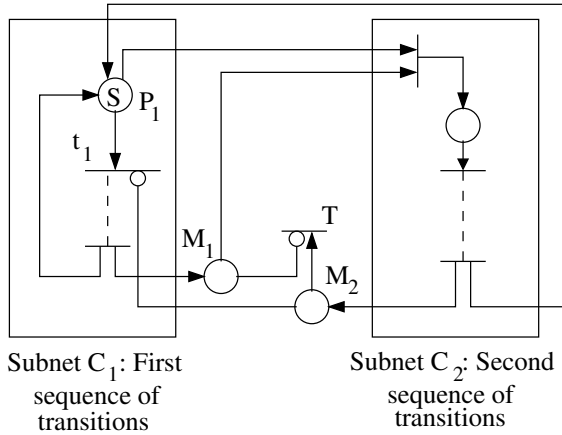 S
P1
t1
T
M1
M2
Subnet C1: First
sequence of
transitions
Subnet C2: Second
sequence of
transitions